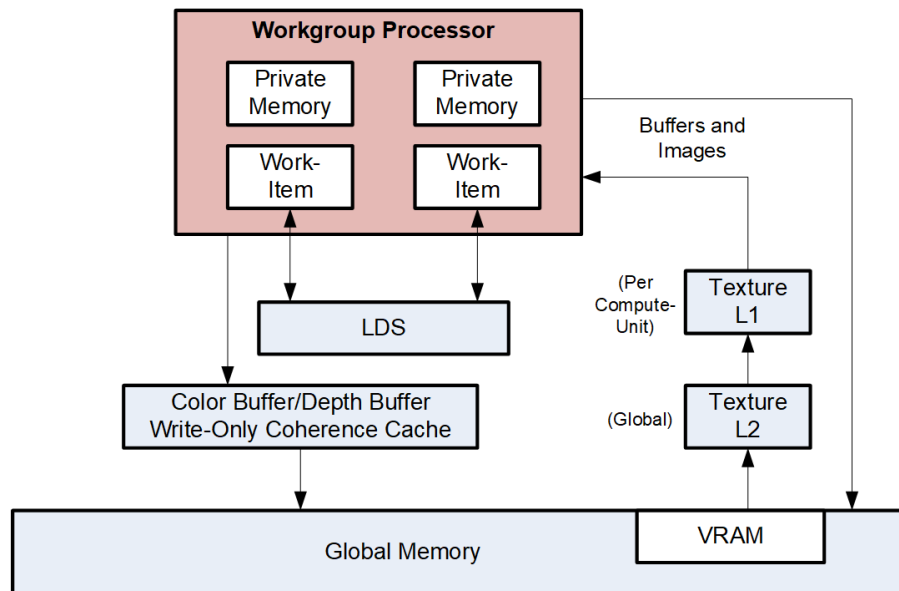 Workgroup Processor
Private
Memory
Private
Memory
Work-
Item
Work-
Item
Buffers and
Images
(Per
Compute-
Unit)
Texture
L1
LDS
Color Buffer/Depth Buffer
Write-Only Coherence Cache
(Global)
Texture
L2
Global Memory
VRAM